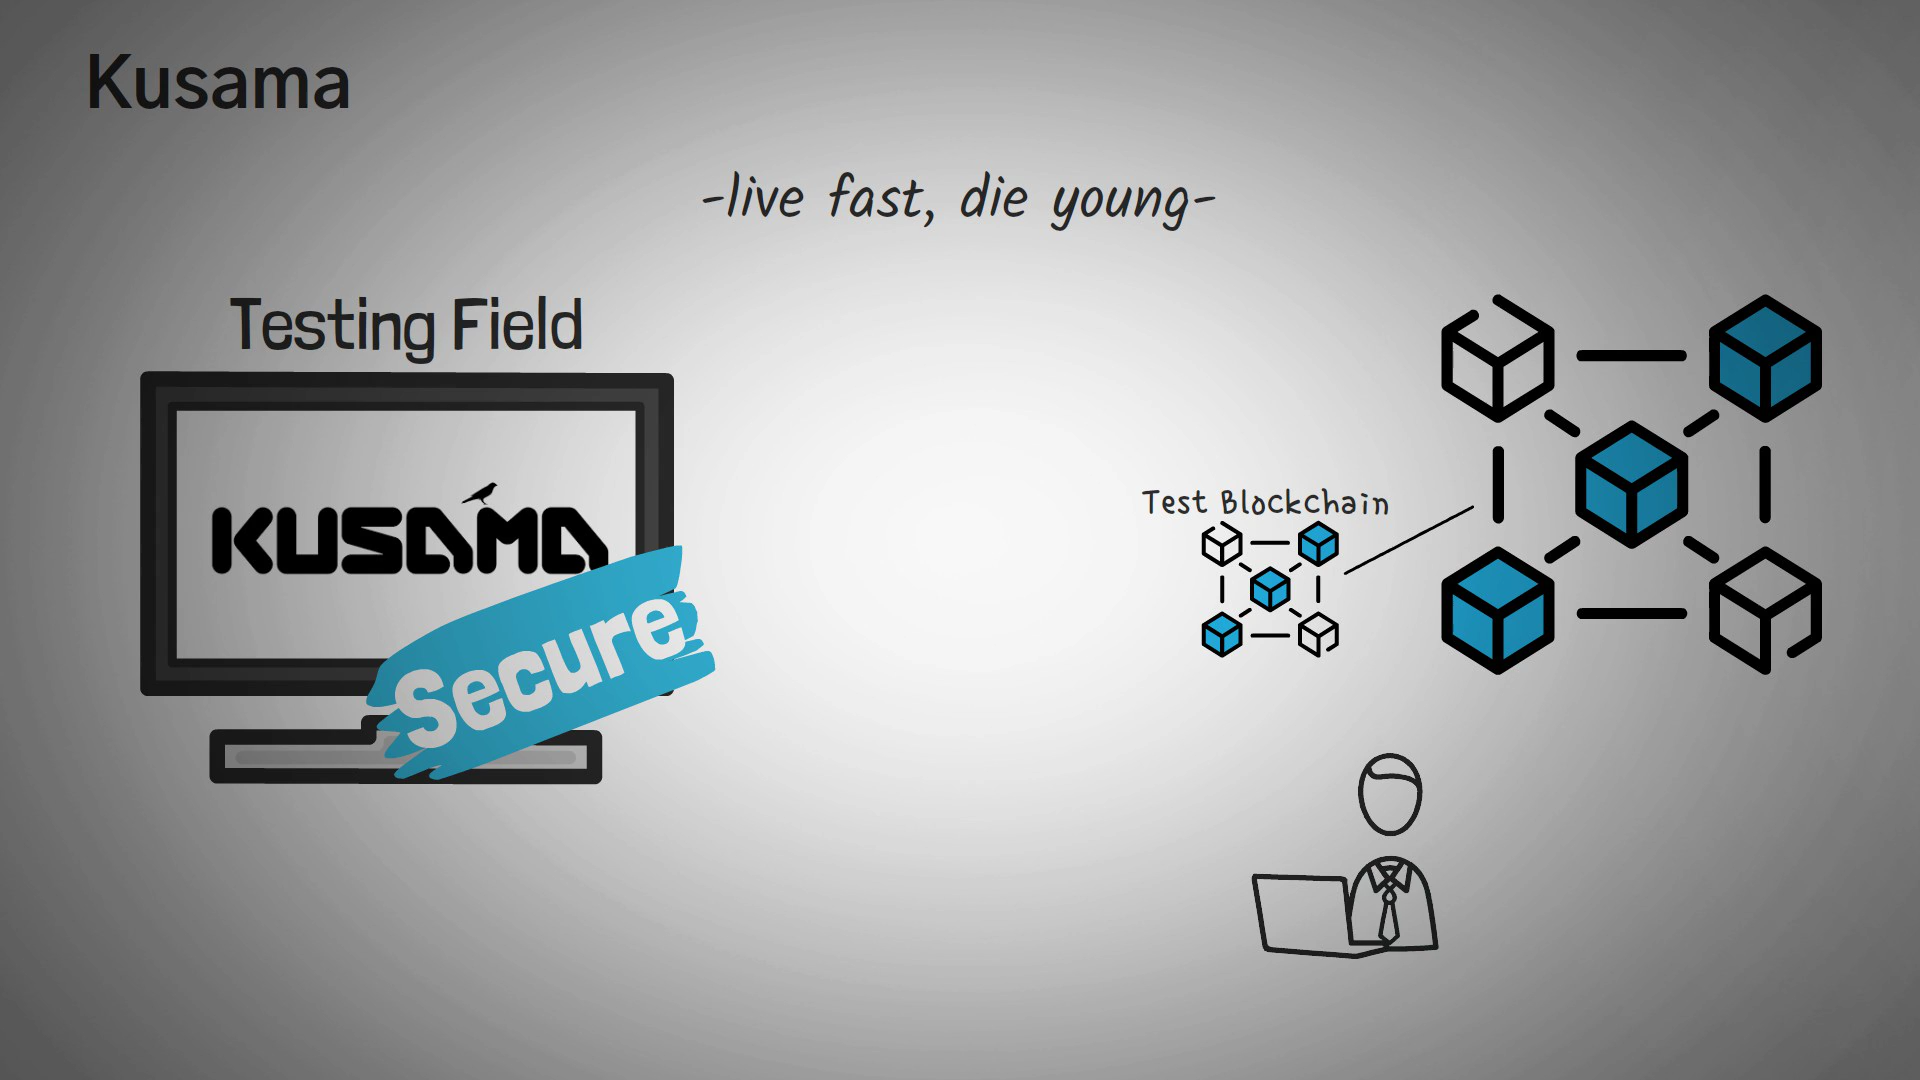 Kusama
-live fast, die young-
Testing Field
KUSAMA
Secure
Test Blockchain